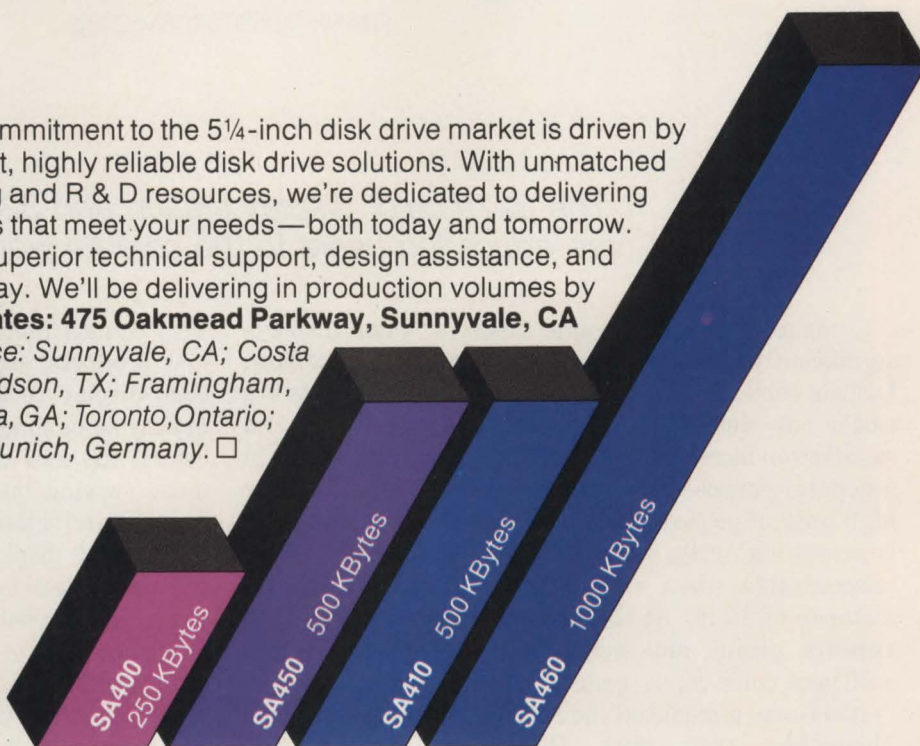 mmitment to the 5¼-inch disk drive market is driven by
t, highly reliable disk drive solutions. With unmatched
g and R & D resources, we're dedicated to delivering
s that meet your needs—both today and tomorrow.
uperior technical support, design assistance, and
ay. We'll be delivering in production volumes by
ates: 475 Oakmead Parkway, Sunnyvale, CA
ce: Sunnyvale, CA; Costa
dson, TX; Framingham,
a, GA; Toronto, Ontario;
unich, Germany. □
SA400
250 KBytes
SA450 500 KBytes
SA410 500 KBytes
SA460 1000 KBytes